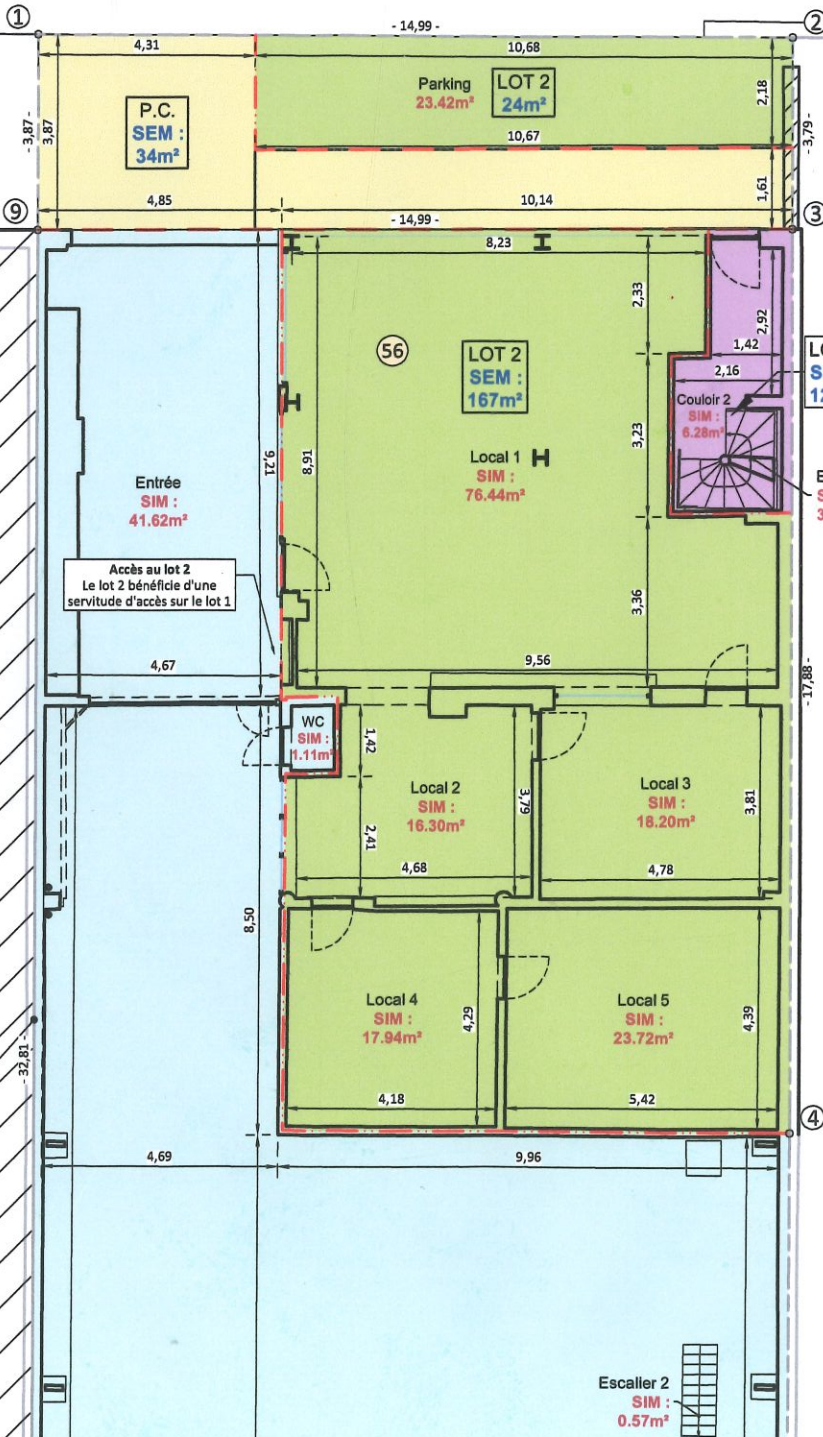 ①
- 14,99 -
②
4,31
10,68
Parking
23.42m²
LOT 2
24m²
2,18
P.C.
SEM :
34m²
- 3,87 -
3,87
- 3,79 -
10,67
1,61
⑨
4,85
10,14
③
- 14,99 -
8,23
2,33
2,92
56
LOT 2
SEM :
167m²
1,42
2,16
Couloir 2
SIM :
6.28m²
3,23
9,21
8,91
Local 1
SIM :
76.44m²
Entrée
SIM :
41.62m²
Accès au lot 2
Le lot 2 bénéficie d'une
servitude d'accès sur le lot 1
3,36
4,67
9,56
- 17,88 -
WC
SIM :
1.11m²
1,42
Local 2
SIM :
16.30m²
3,79
Local 3
SIM :
18.20m²
3,81
2,41
4,68
4,78
8,50
Local 4
SIM :
17.94m²
4,29
Local 5
SIM :
23.72m²
4,39
- 32,81 -
4,18
5,42
④
4,69
9,96
Escalier 2
SIM :
0.57m²